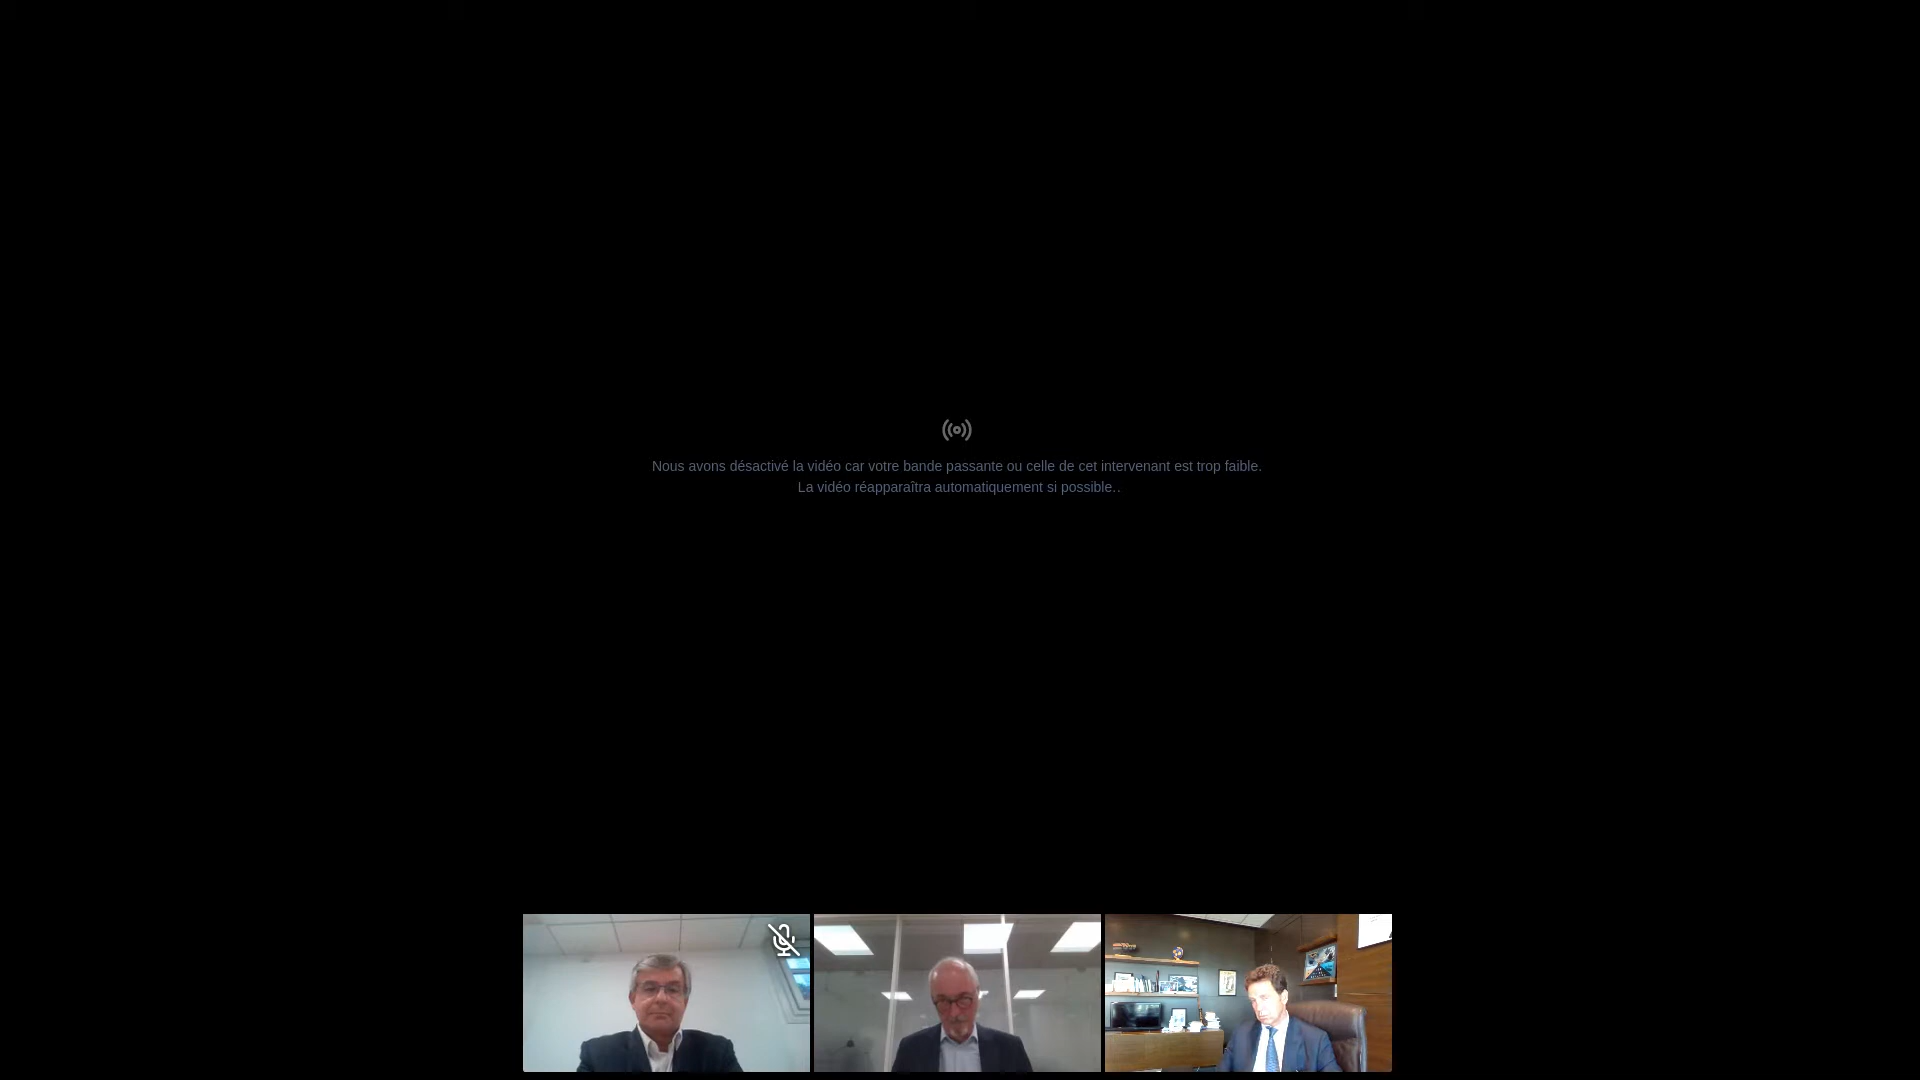 Nous avons désactivé la vidéo car votre bande passante ou celle de cet intervenant est trop faible.
La vidéo réapparaîtra automatiquement si possible..